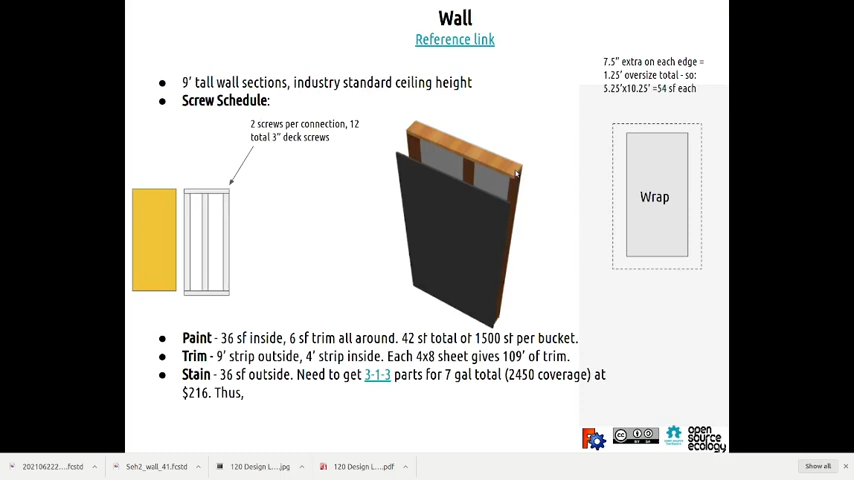 Wall
Reference link
7.5” extra on each edge =
1.25’ oversize total - so:
5.25’x10.25’ =54 sf each
● 9’ tall wall sections, industry standard ceiling height
● Screw Schedule:
2 screws per connection, 12
total 3” deck screws
Wrap
● Paint - 36 sf inside, 6 sf trim all around. 42 sf total of 1500 sf per bucket.
● Trim - 9’ strip outside, 4’ strip inside. Each 4x8 sheet gives 109’ of trim.
● Stain - 36 sf outside. Need to get 3-1-3 parts for 7 gal total (2450 coverage) at
$216. Thus,
open
source
ecology
202106222....fcstd
Seh2_wall_41.fcstd
120 Design L....jpg
120 Design L....pdf
Show all